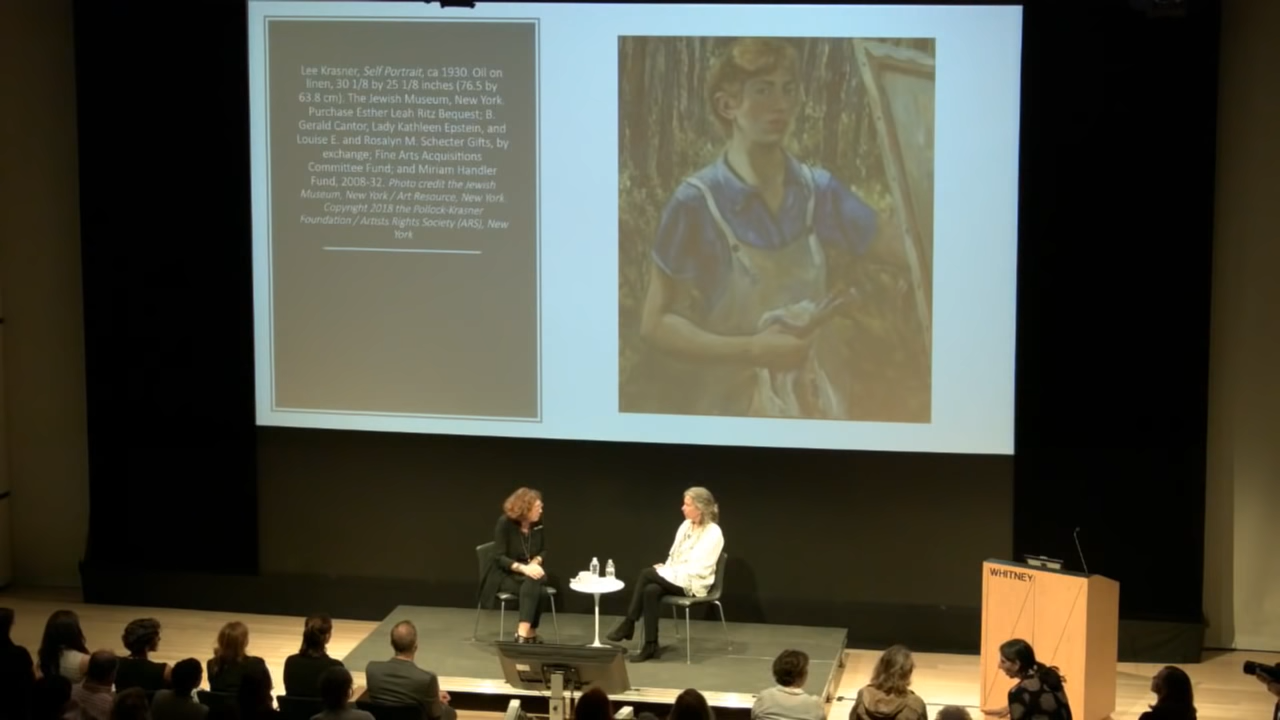 Lee Krasner, Self Portrait, ca 1930. Oil on
linen, 30 1/8 by 25 1/8 inches (76.5 by
63.8 cm). The Jewish Museum, New York.
Purchase Esther Leah Ritz Bequest; B.
Gerald Cantor, Lady Kathleen Epstein, and
Louise E. and Rosalyn M. Schecter Gifts, by
exchange; Fine Arts Acquisitions
Committee Fund; and Miriam Handler
Fund, 2008-32. Photo credit the Jewish
Museum, New York / Art Resource, New York.
Copyright 2018 the Pollock-Krasner
Foundation / Artists Rights Society (ARS), New
York
WHITNEY